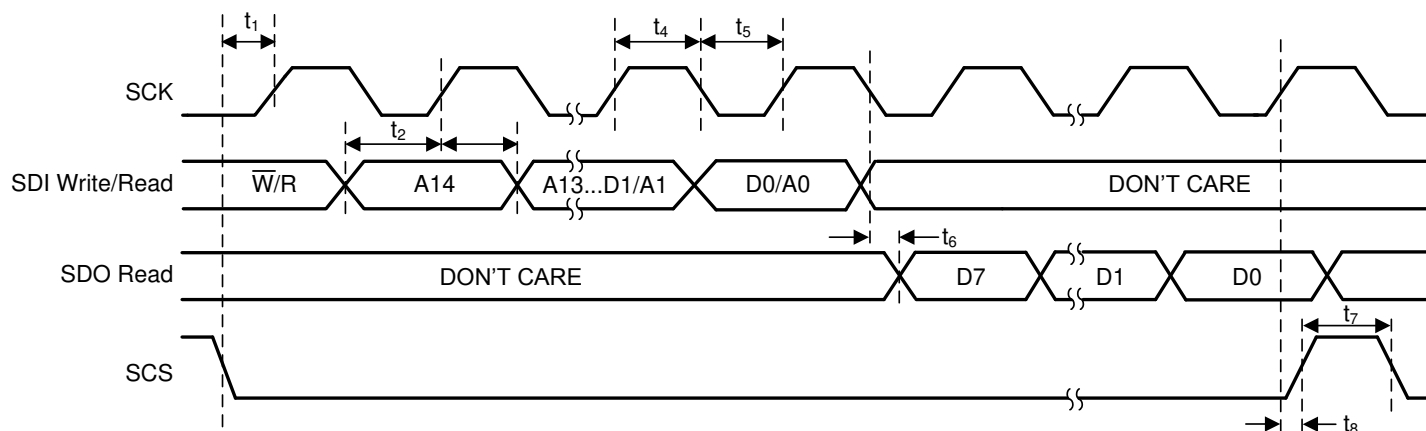 t1 t4 t5
SCK
t2
SDI Write/Read W̅/R A14 A13...D1/A1 D0/A0 DON'T CARE
t6
SDO Read DON'T CARE D7 D1 D0
t7
SCS
t8